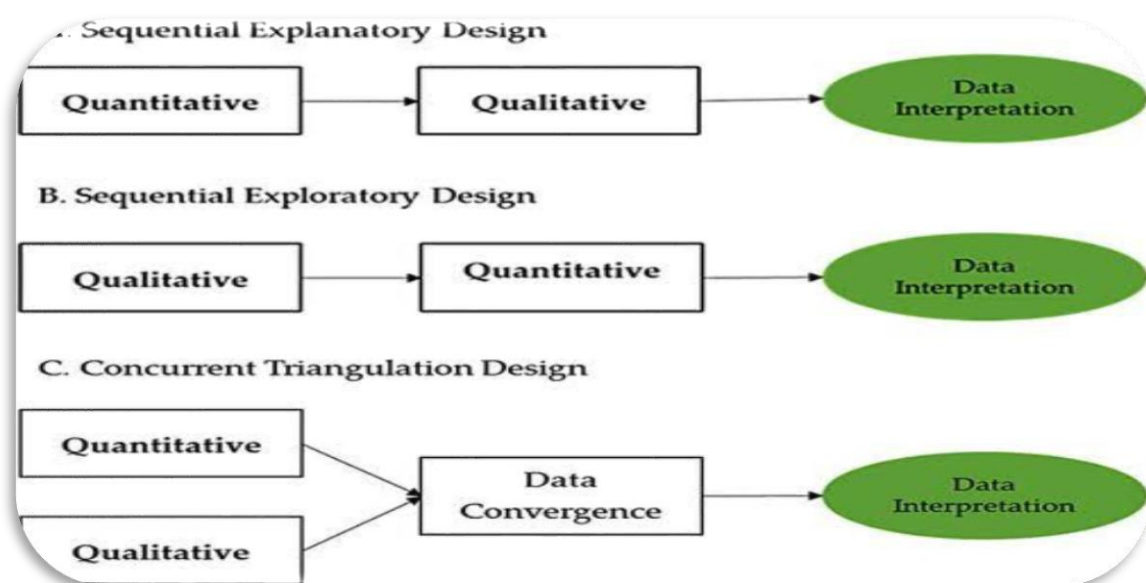 . Sequential Explanatory Design
Quantitative
Qualitative
Data
Interpretation
B. Sequential Exploratory Design
Qualitative
Quantitative
Data
Interpretation
C. Concurrent Triangulation Design
Quantitative
Qualitative
Data
Convergence
Data
Interpretation